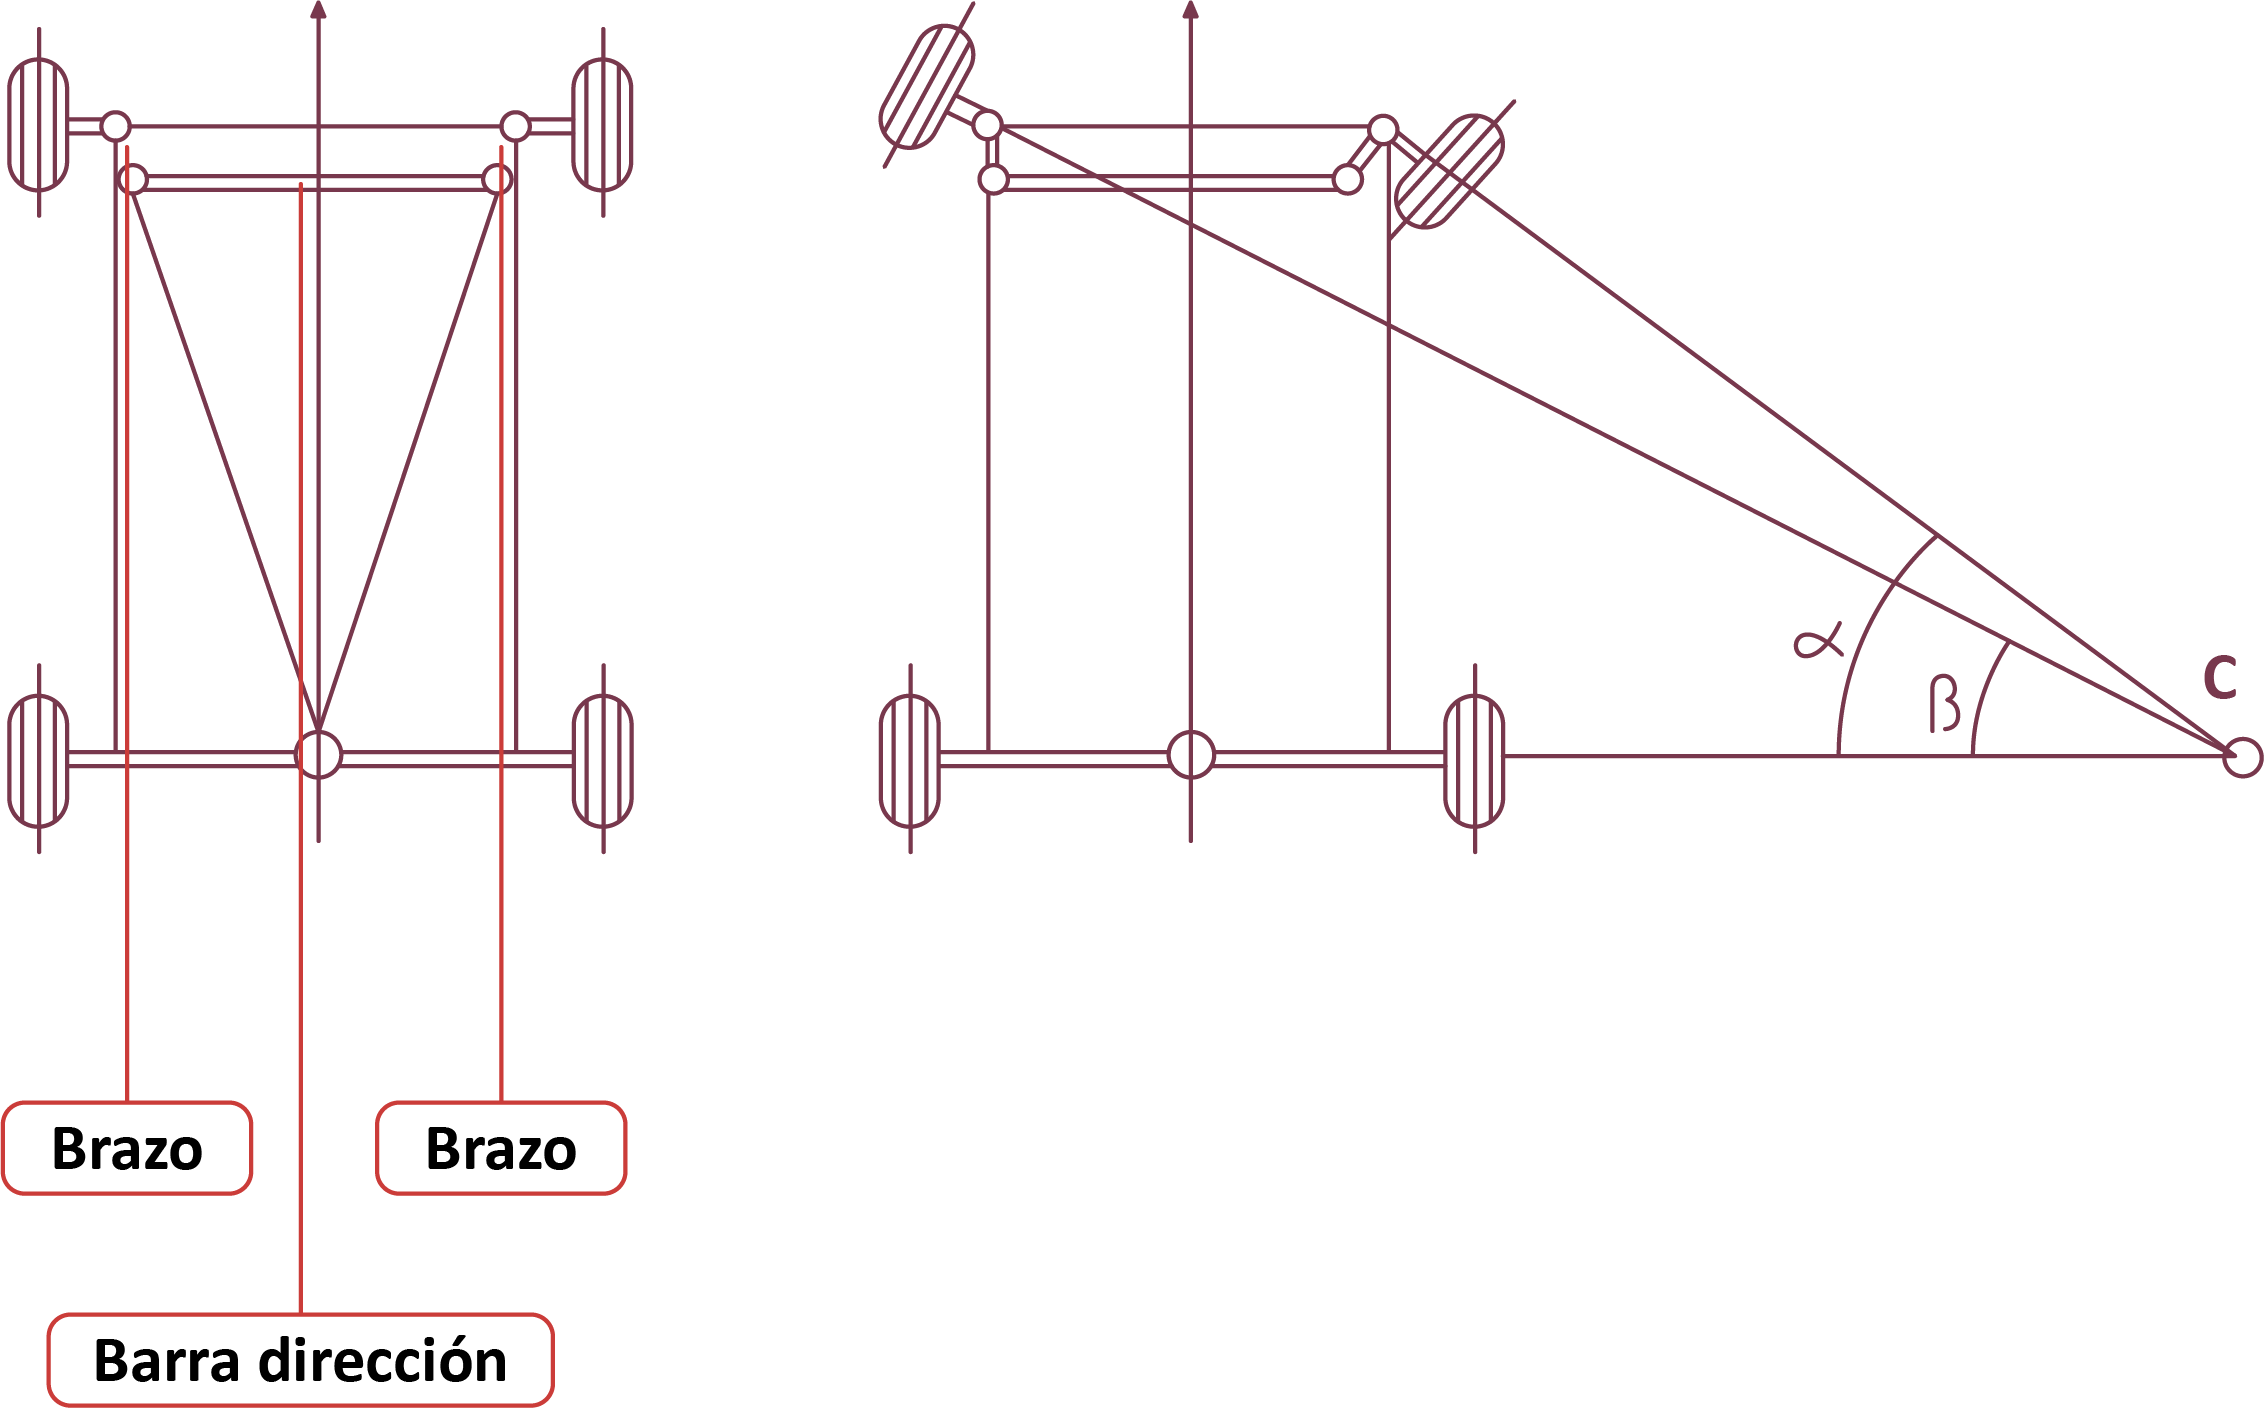 α
β
C
Brazo
Brazo
Barra dirección